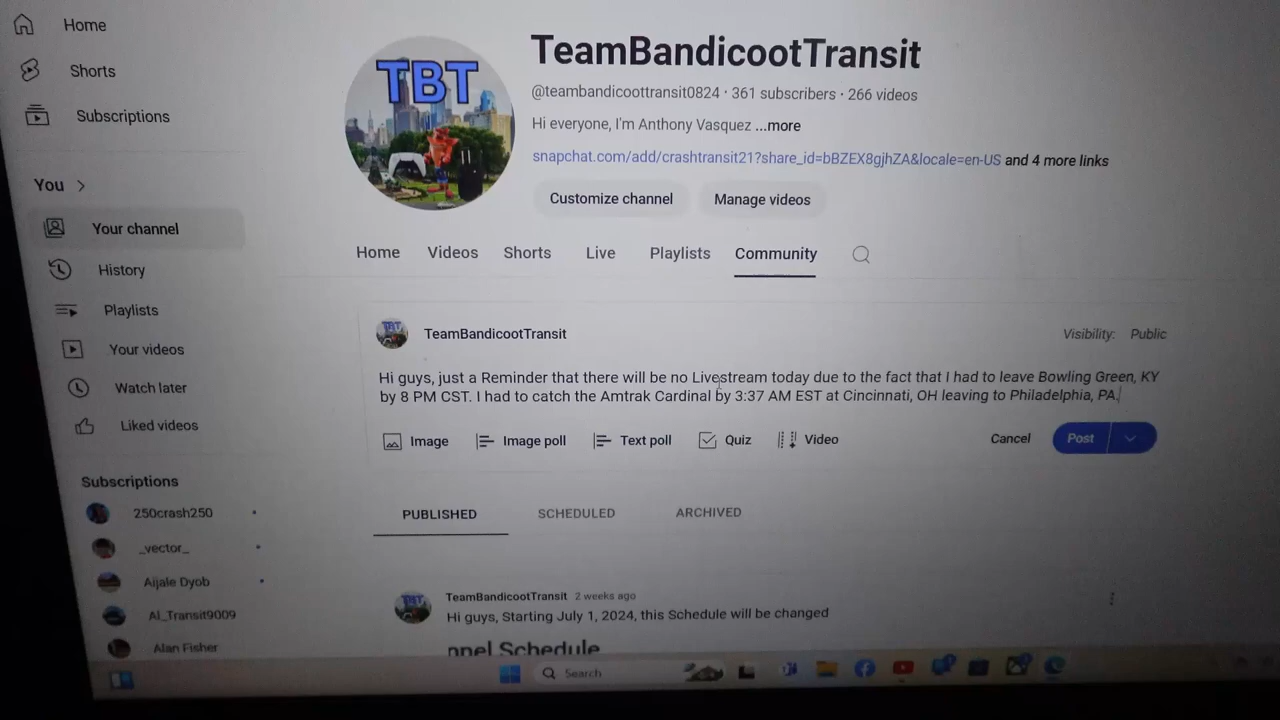 Home
Shorts
Subscriptions
You
Your channel
History
Playlists
Your videos
Watch later
Liked videos
Subscriptions
250crash250
_vector_
Aijale Dyob
Al_Transit9009
Alan Fisher
TBT
TeamBandicootTransit
@teambandicoottransit0824 · 361 subscribers · 266 videos
Hi everyone, I'm Anthony Vasquez ...more
snapchat.com/add/crashtransit21?share_id=bBZEX8gjhZA&locale=en-US and 4 more links
Customize channel Manage videos
Home Videos Shorts Live Playlists Community
TBT TeamBandicootTransit Visibility: Public
Hi guys, just a Reminder that there will be no Livestream today due to the fact that I had to leave Bowling Green, KY
by 8 PM CST. I had to catch the Amtrak Cardinal by 3:37 AM EST at Cincinnati, OH leaving to Philadelphia, PA.
Image Image poll Text poll Quiz Video Cancel Post
PUBLISHED SCHEDULED ARCHIVED
TBT TeamBandicootTransit 2 weeks ago
Hi guys, Starting July 1, 2024, this Schedule will be changed
nnel Schedule
Search